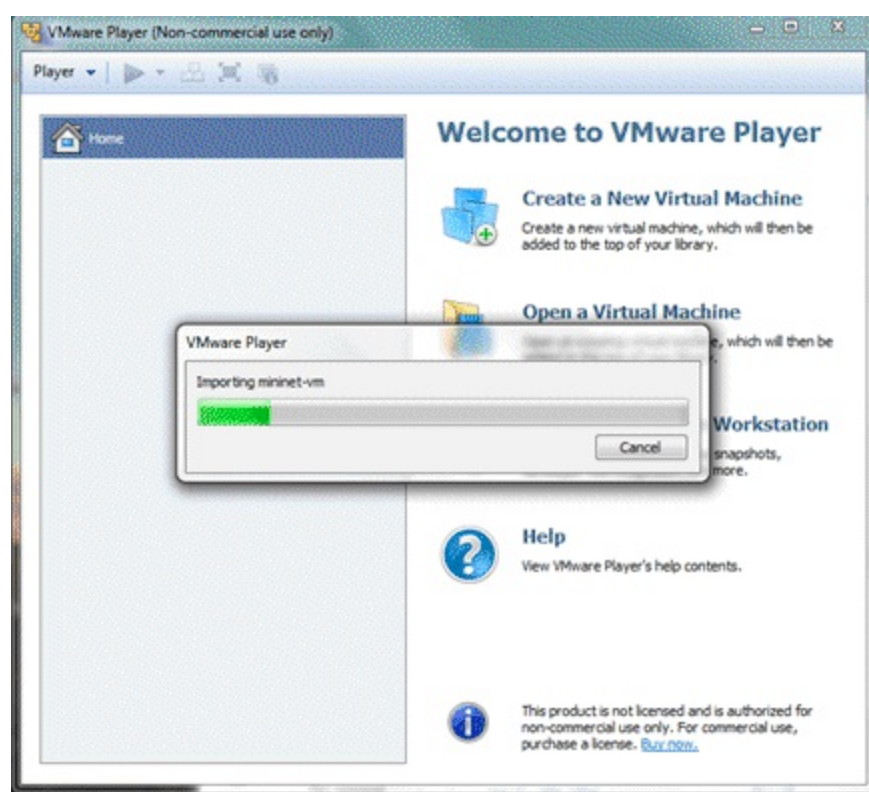 VMware Player (Non-commercial use only)
Player
Home
Welcome to VMware Player
Create a New Virtual Machine
Create a new virtual machine, which will then be
added to the top of your library.
Open a Virtual Machine
which will then be
VMware Player
Importing mininet-vm
Cancel
Workstation
snapshots,
more.
Help
View VMware Player's help contents.
This product is not licensed and is authorized for
non-commercial use only. For commercial use,
purchase a license. Buy now.